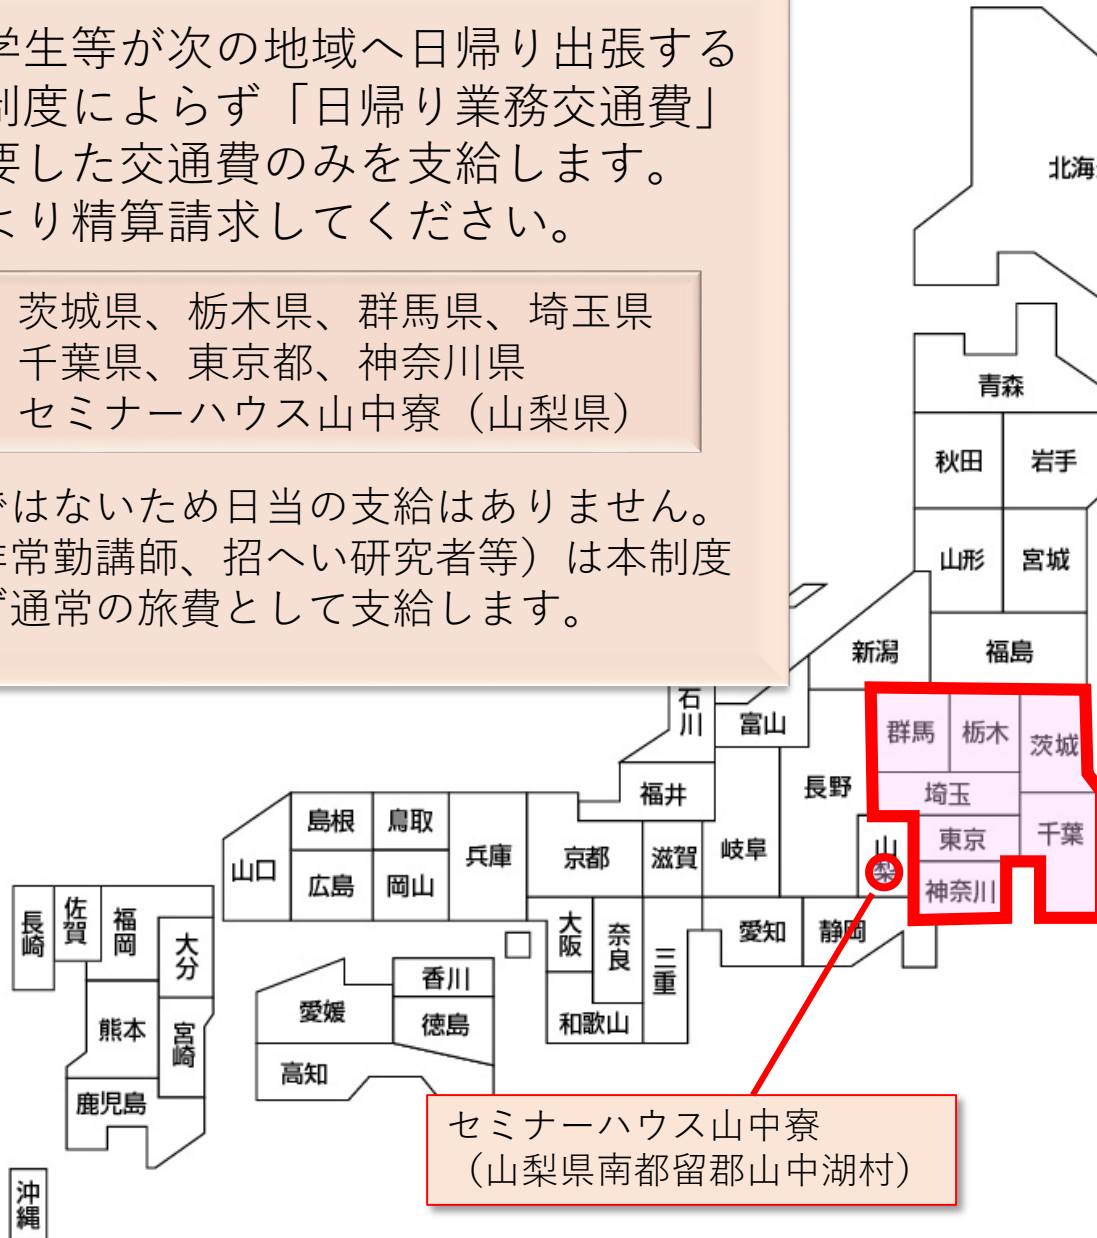 学生等が次の地域へ日帰り出張する
制度によらず「日帰り業務交通費」
要した交通費のみを支給します。
より精算請求してください。
茨城県、栃木県、群馬県、埼玉県
千葉県、東京都、神奈川県
セミナーハウス山中寮（山梨県）
ではないため日当の支給はありません。
非常勤講師、招へい研究者等）は本制度
ず通常の旅費として支給します。
北海
青森
秋田
岩手
山形
宮城
新潟
福島
石川
富山
群馬
栃木
茨城
福井
長野
埼玉
島根
鳥取
兵庫
京都
滋賀
岐阜
山梨
東京
千葉
山口
広島
岡山
神奈川
長崎
佐賀
福岡
大分
大阪
奈良
三重
愛知
静岡
香川
愛媛
徳島
和歌山
熊本
宮崎
高知
鹿児島
セミナーハウス山中寮
（山梨県南都留郡山中湖村）
沖縄